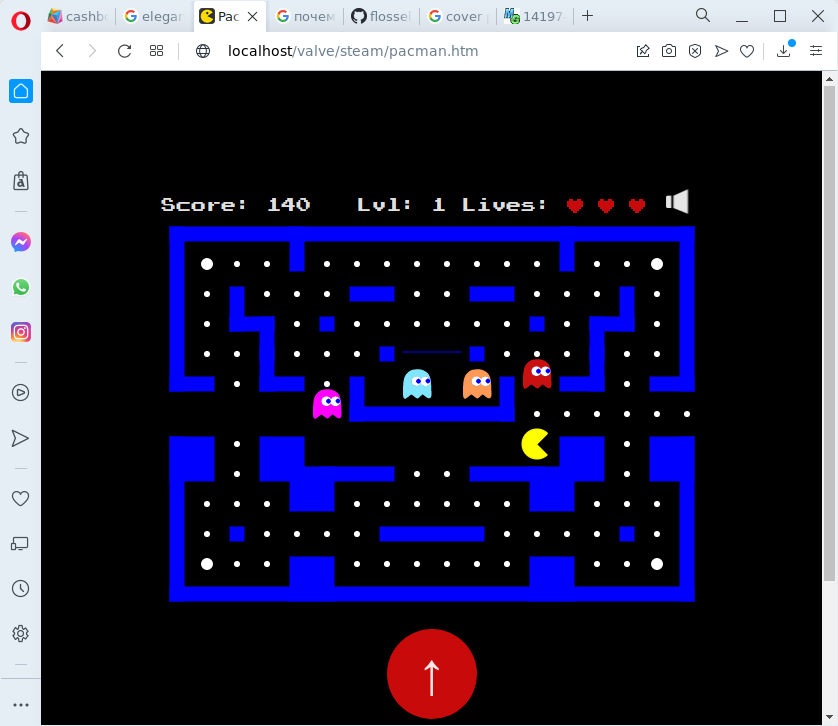 cashb
elegar
Pac
почем
flossel
cover
14197
localhost/valve/steam/pacman.htm
Score: 140 Lvl: 1 Lives:
↑